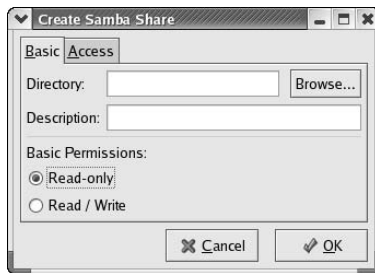 Create Samba Share
Basic Access
Directory: Browse...
Description:
Basic Permissions:
Read-only
Read / Write
Cancel OK